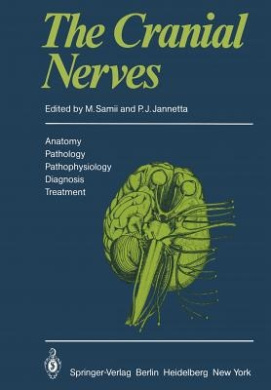 The Cranial
Nerves
Edited by M. Samii and P. J. Jannetta
Anatomy
Pathology
Pathophysiology
Diagnosis
Treatment
Springer-Verlag Berlin Heidelberg New York